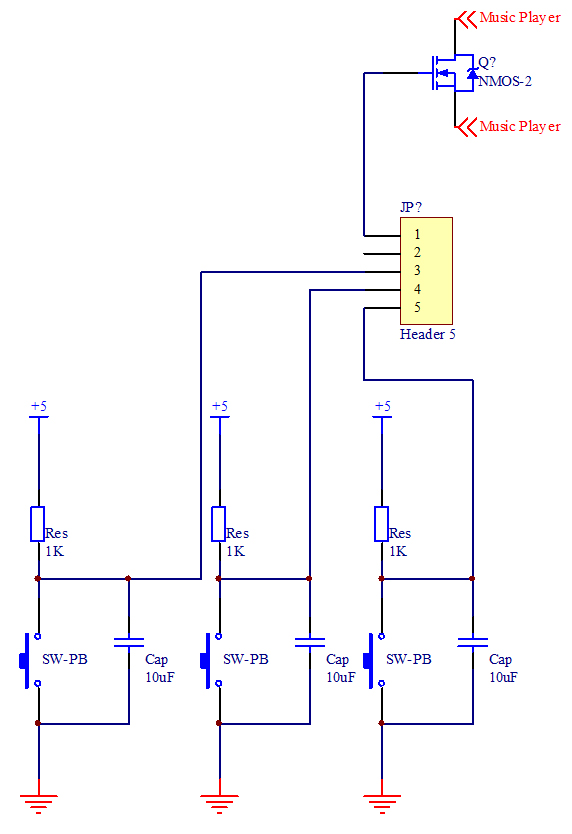 Music Player
Q?
NMOS-2
Music Player
JP?
1
2
3
4
5
Header 5
+5
+5
+5
Res
1K
Res
1K
Res
1K
SW-PB
Cap
10uF
SW-PB
Cap
10uF
SW-PB
Cap
10uF